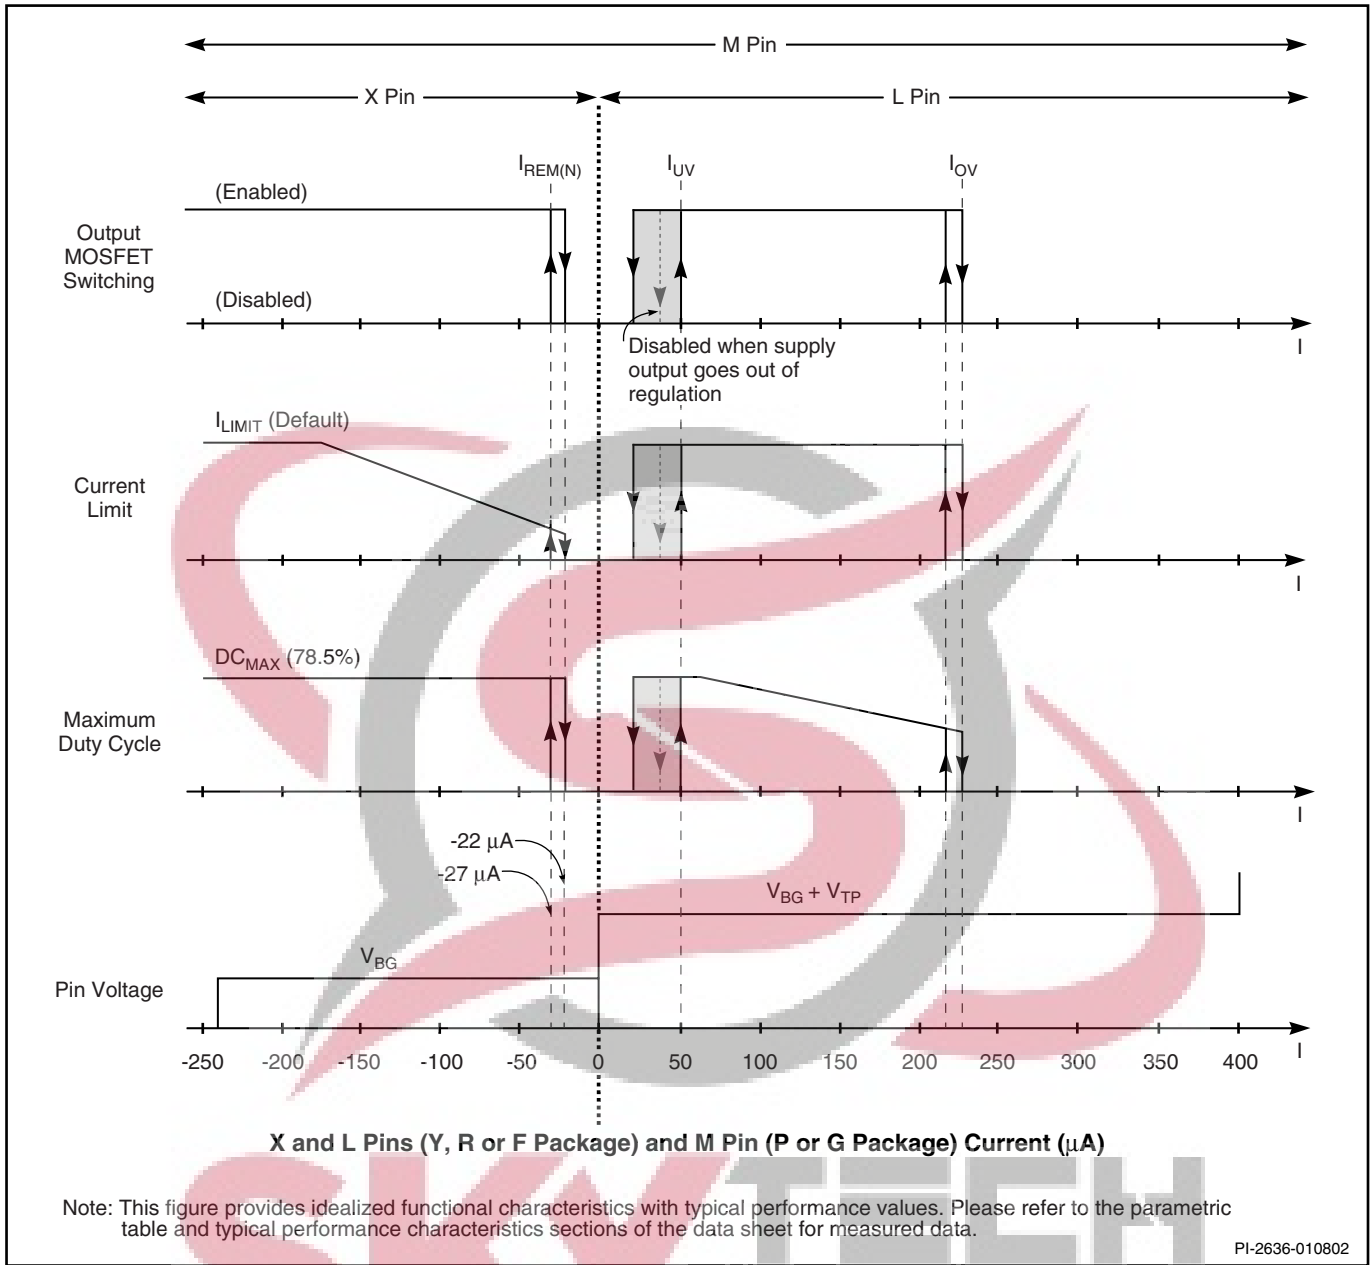 M Pin
X Pin
L Pin
IREM(N)
IUV
IOV
(Enabled)
Output
MOSFET
Switching
(Disabled)
I
Disabled when supply
output goes out of
regulation
ILIMIT (Default)
Current
Limit
I
DCMAX (78.5%)
Maximum
Duty Cycle
I
-22 µA
-27 µA
VBG + VTP
VBG
Pin Voltage
I
-250 -200 -150 -100 -50 0 50 100 150 200 250 300 350 400
X and L Pins (Y, R or F Package) and M Pin (P or G Package) Current (µA)
Note: This figure provides idealized functional characteristics with typical performance values. Please refer to the parametric
table and typical performance characteristics sections of the data sheet for measured data.
PI-2636-010802
SKYTECH